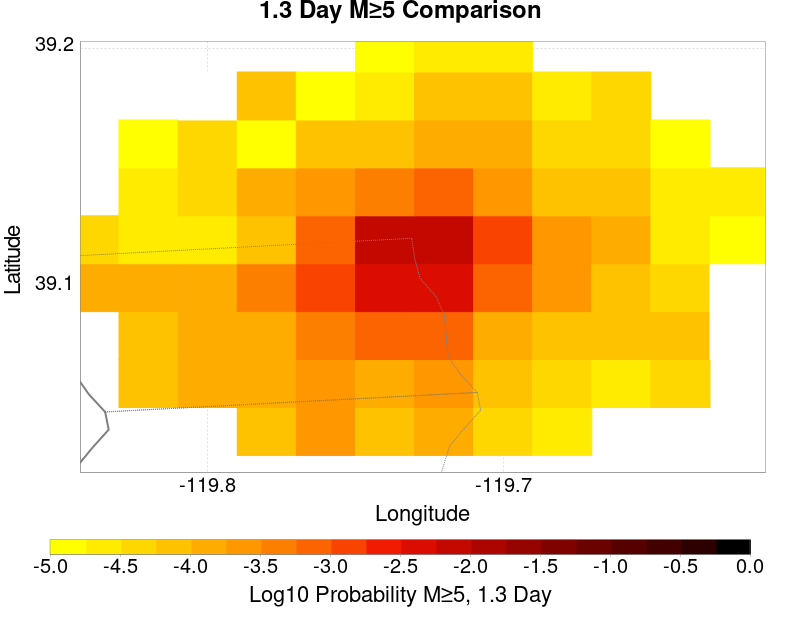 1.3 Day M≥5 Comparison
39.2
39.1
Latitude
-119.8 -119.7
Longitude
-5.0 -4.5 -4.0 -3.5 -3.0 -2.5 -2.0 -1.5 -1.0 -0.5 0.0
Log10 Probability M≥5, 1.3 Day